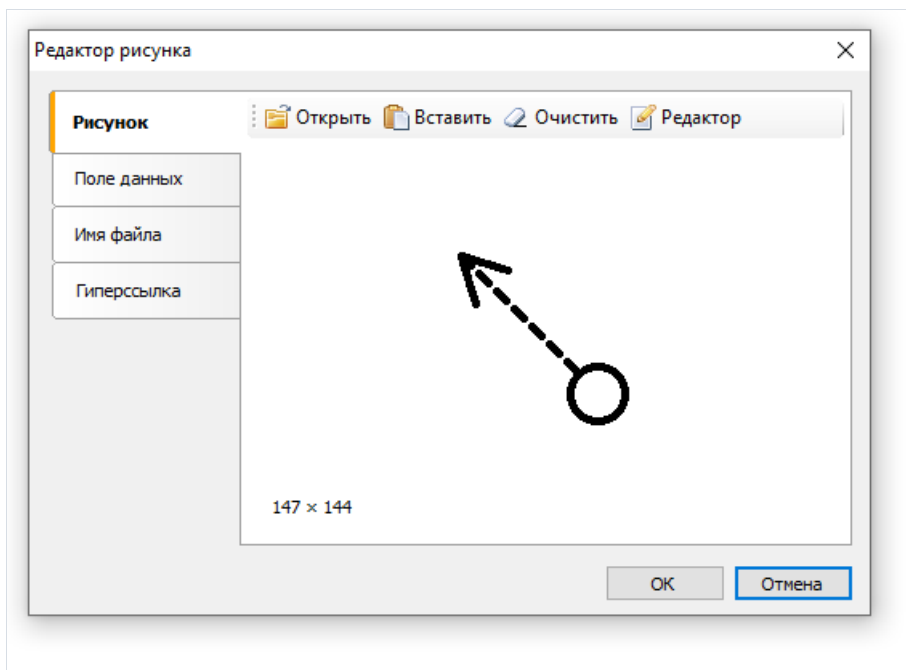 Редактор рисунка
Рисунок
Открыть Вставить Очистить Редактор
Поле данных
Имя файла
Гиперссылка
147 × 144
OK Отмена